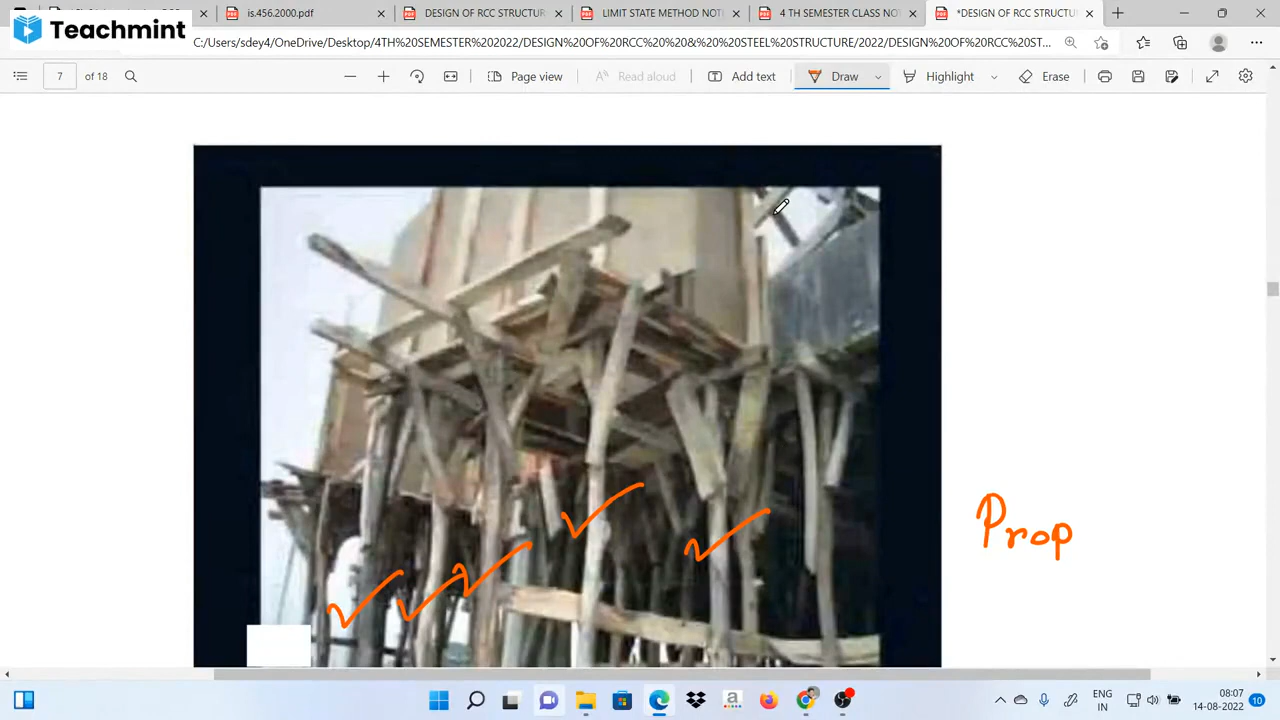 Teachmint
is.456.2000.pdf
DESIGN OF RCC STRUCTU
LIMIT STATE METHOD NOT
4 TH SEMESTER
*DESIGN OF RCC STRUCTU
C:/Users/sdey4/OneDrive/Desktop/4TH%20SEMESTER%202022/DESIGN%20OF%20RCC%20%20&%20%20STEEL%20STRUCTURE/2022/DESIGN%20OF%20RCC%20ST...
7 of 18
Page view
Read aloud
Add text
Draw
Highlight
Erase
Prop
ENG
IN
08:07
14-08-2022
10